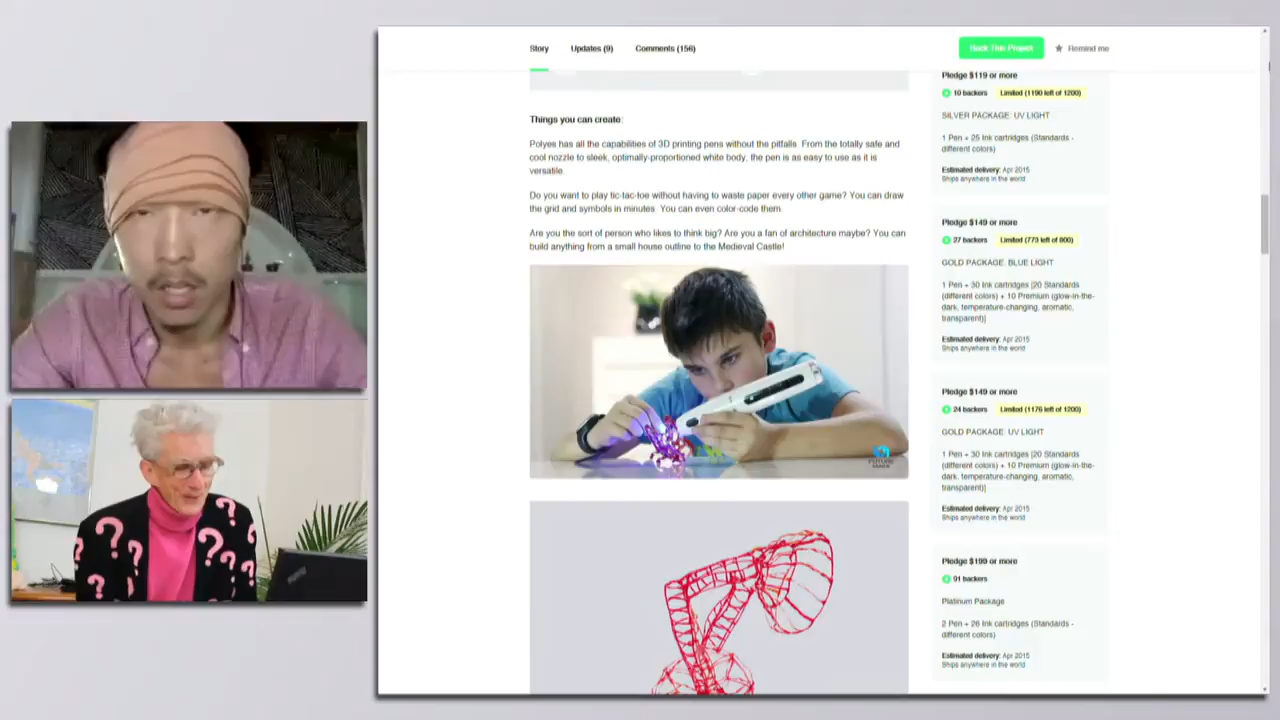 Story Updates (9) Comments (156) Back This Project Remind me
Things you can create:
Polyes has all the capabilities of 3D printing pens without the pitfalls. From the totally safe and
cool nozzle to sleek, optimally-proportioned white body, the pen is as easy to use as it is
versatile.
Do you want to play tic-tac-toe without having to waste paper every other game? You can draw
the grid and symbols in minutes. You can even color-code them
Are you the sort of person who likes to think big? Are you a fan of architecture maybe? You can
build anything from a small house outline to the Medieval Castle!
FUTURE
MAKE
Pledge $119 or more
10 backers Limited (1190 left of 1200)
SILVER PACKAGE: UV LIGHT
1 Pen + 25 Ink cartridges (Standards -
different colors)
Estimated delivery: Apr 2015
Ships anywhere in the world
Pledge $149 or more
27 backers Limited (773 left of 800)
GOLD PACKAGE: BLUE LIGHT
1 Pen + 30 Ink cartridges [20 Standards
(different colors) + 10 Premium (glow-in-the-
dark, temperature-changing, aromatic,
transparent)]
Estimated delivery: Apr 2015
Ships anywhere in the world
Pledge $149 or more
24 backers Limited (1176 left of 1200)
GOLD PACKAGE: UV LIGHT
1 Pen + 30 Ink cartridges [20 Standards
(different colors) + 10 Premium (glow-in-the-
dark, temperature-changing, aromatic,
transparent)]
Estimated delivery: Apr 2015
Ships anywhere in the world
Pledge $199 or more
91 backers
Platinum Package
2 Pen + 26 Ink cartridges (Standards -
different colors)
Estimated delivery: Apr 2015
Ships anywhere in the world